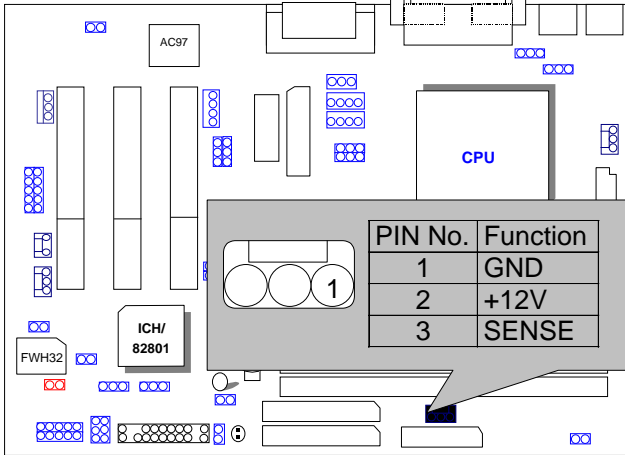 AC97
CPU
PIN No. Function
1 GND
2 +12V
3 SENSE
1
ICH/
82801
FWH32